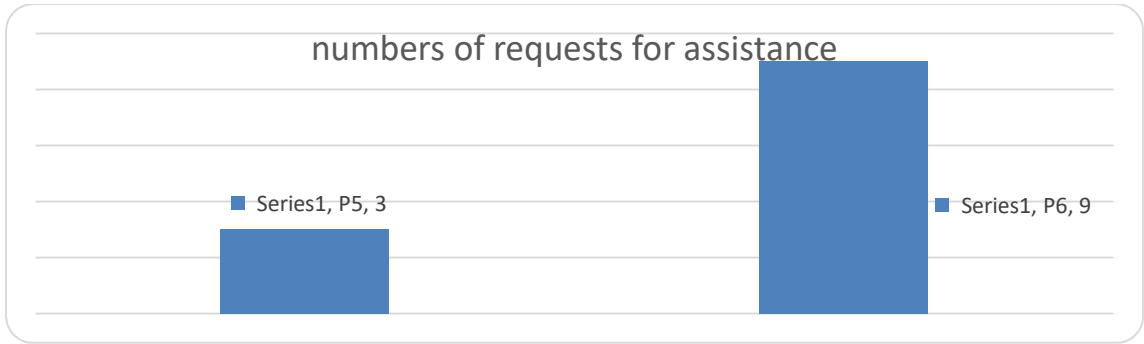 numbers of requests for assistance
Series1, P5, 3
Series1, P6, 9